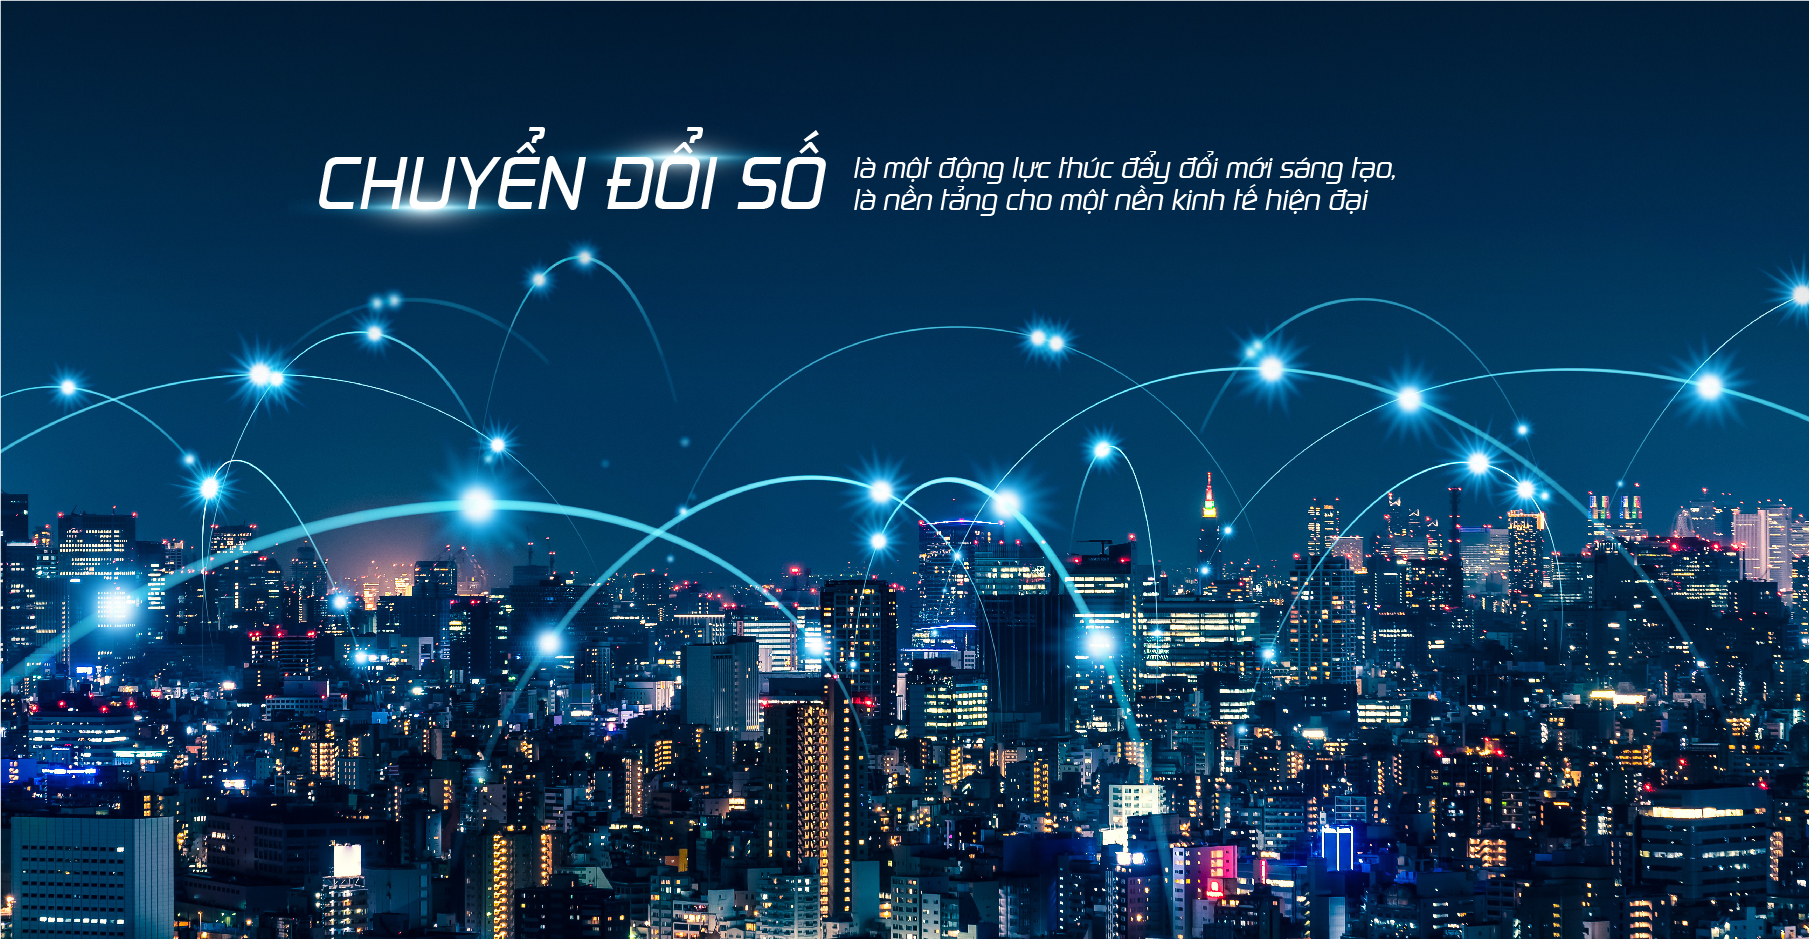 CHUYỂN ĐỔI SỐ
là một động lực thúc đẩy đổi mới sáng tạo,
là nền tảng cho một nền kinh tế hiện đại